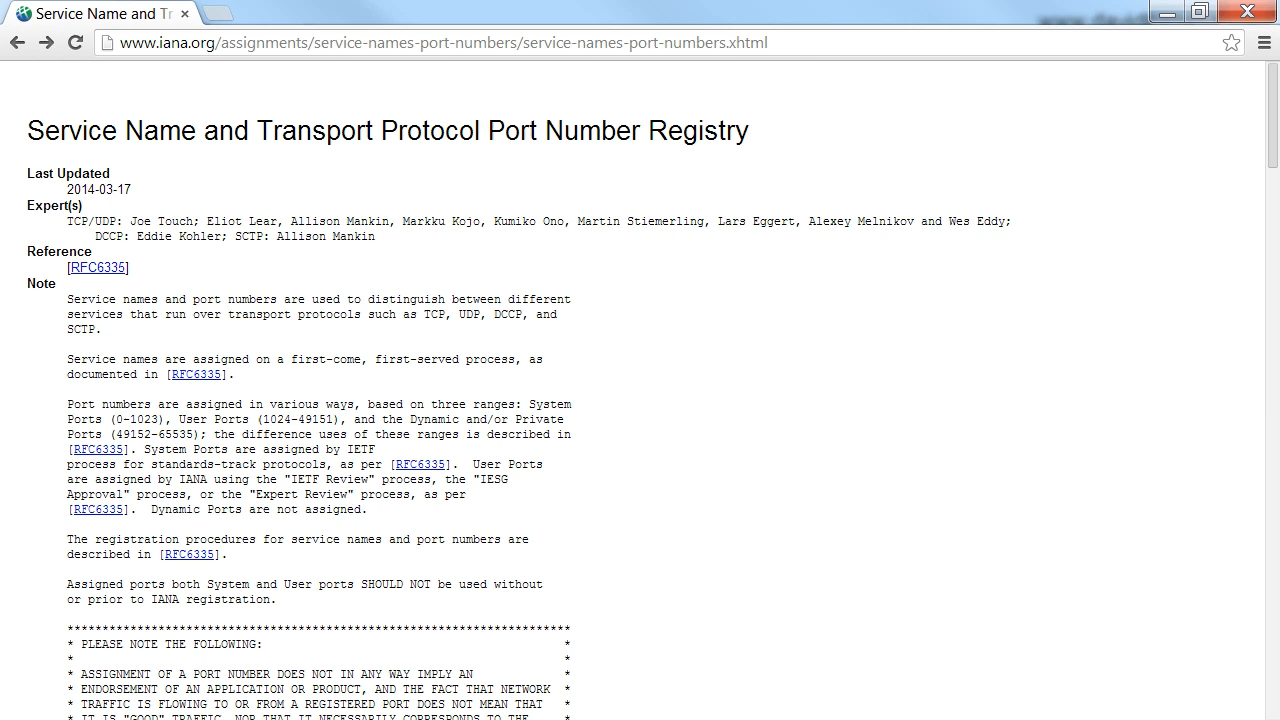 Service Name and Tr
www.iana.org/assignments/service-names-port-numbers/service-names-port-numbers.xhtml
Service Name and Transport Protocol Port Number Registry
Last Updated
2014-03-17
Expert(s)
TCP/UDP: Joe Touch; Eliot Lear, Allison Mankin, Markku Kojo, Kumiko Ono, Martin Stiemerling, Lars Eggert, Alexey Melnikov and Wes Eddy;
DCCP: Eddie Kohler; SCTP: Allison Mankin
Reference
[RFC6335]
Note
Service names and port numbers are used to distinguish between different
services that run over transport protocols such as TCP, UDP, DCCP, and
SCTP.
Service names are assigned on a first-come, first-served process, as
documented in [RFC6335].
Port numbers are assigned in various ways, based on three ranges: System
Ports (0-1023), User Ports (1024-49151), and the Dynamic and/or Private
Ports (49152-65535); the difference uses of these ranges is described in
[RFC6335]. System Ports are assigned by IETF
process for standards-track protocols, as per [RFC6335].  User Ports
are assigned by IANA using the "IETF Review" process, the "IESG
Approval" process, or the "Expert Review" process, as per
[RFC6335].  Dynamic Ports are not assigned.
The registration procedures for service names and port numbers are
described in [RFC6335].
Assigned ports both System and User ports SHOULD NOT be used without
or prior to IANA registration.
************************************************************************
* PLEASE NOTE THE FOLLOWING: *
* *
* ASSIGNMENT OF A PORT NUMBER DOES NOT IN ANY WAY IMPLY AN *
* ENDORSEMENT OF AN APPLICATION OR PRODUCT, AND THE FACT THAT NETWORK *
* TRAFFIC IS FLOWING TO OR FROM A REGISTERED PORT DOES NOT MEAN THAT *
* IT IS "GOOD" TRAFFIC, NOR THAT IT NECESSARILY CORRESPONDS TO THE *